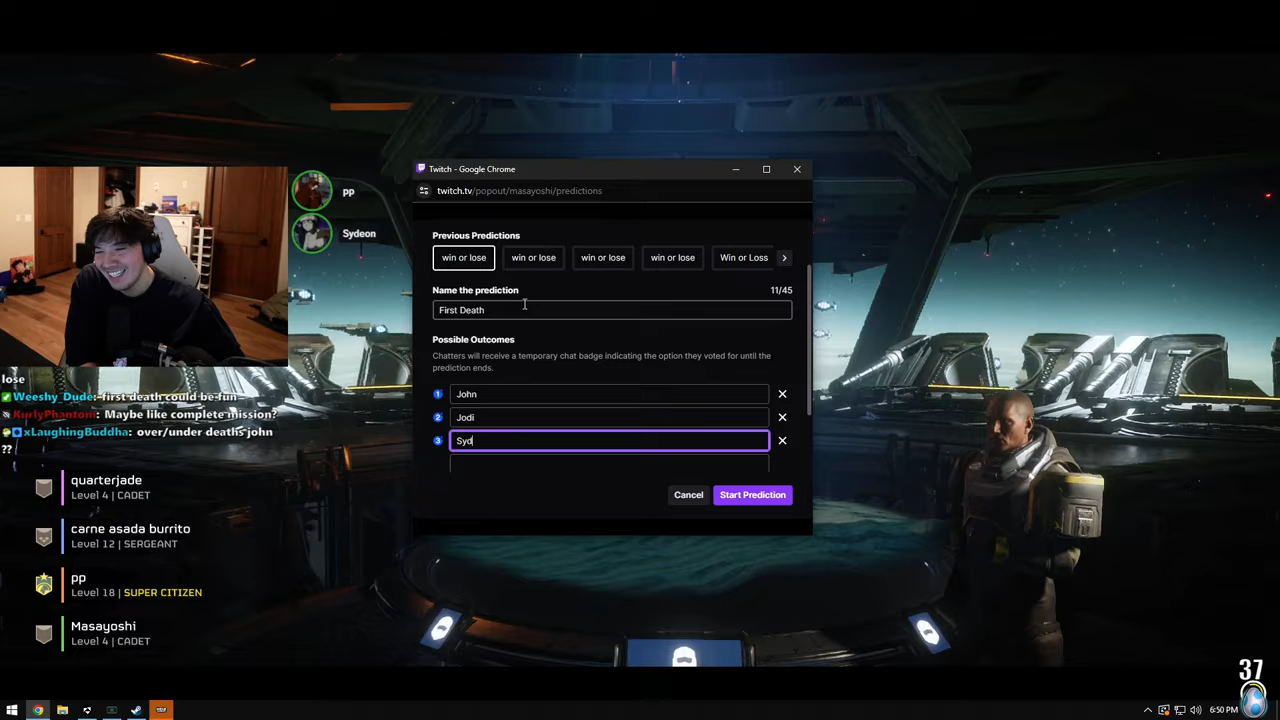 Twitch - Google Chrome
twitch.tv/popout/masayoshi/predictions
Previous Predictions
win or lose
win or lose
win or lose
win or lose
Win or Loss
Name the prediction
11/45
First Death
Possible Outcomes
Chatters will receive a temporary chat badge indicating the option they voted for until the
prediction ends.
1 John
2 Jodi
3 Syd
Cancel
Start Prediction
pp
Sydeon
lose
Weeshy_Dude: first death could be fun
KurlyPhantom: Maybe like complete mission?
xLaughingBuddha: over/under deaths john
??
quarterjade
Level 4 | CADET
carne asada burrito
Level 12 | SERGEANT
pp
Level 18 | SUPER CITIZEN
Masayoshi
Level 4 | CADET
37
6:50 PM